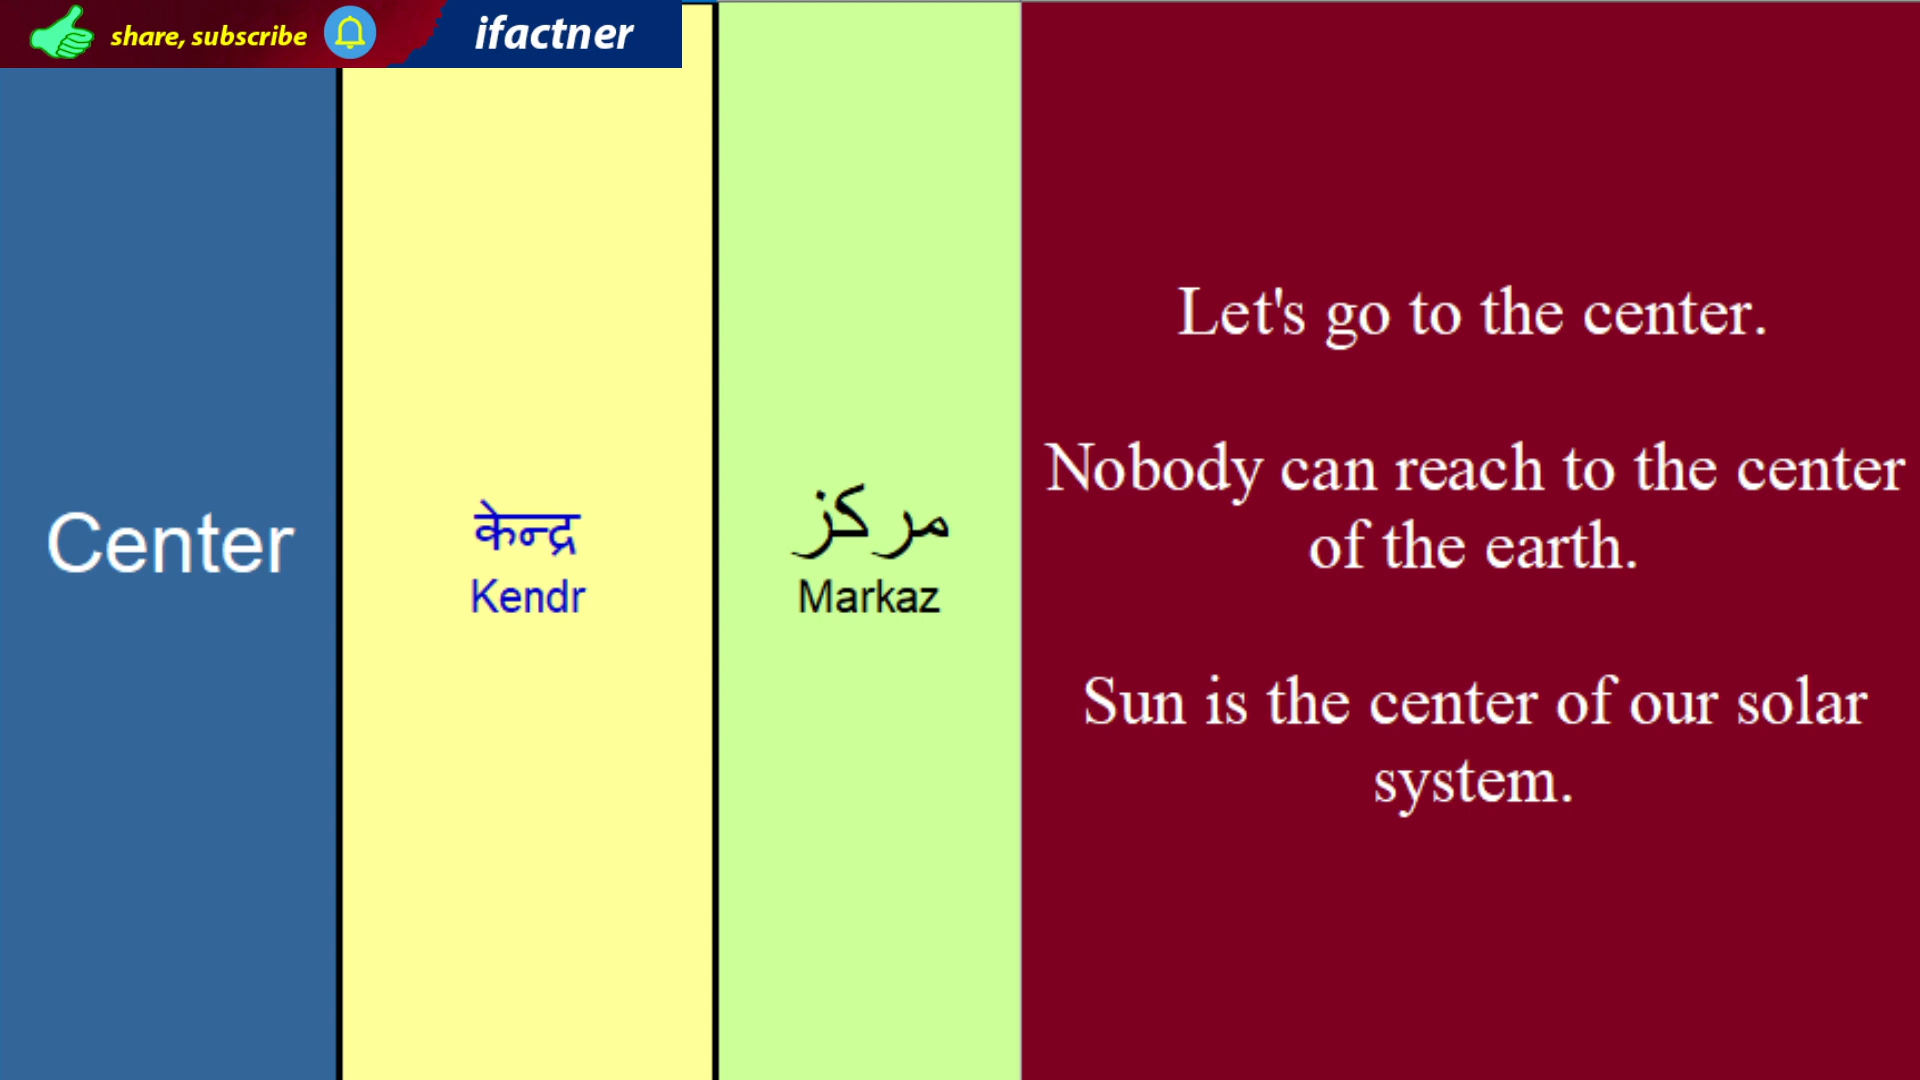 share, subscribe
ifactner
Center
केन्द्र
Kendr
مرکز
Markaz
Let's go to the center.
Nobody can reach to the center
of the earth.
Sun is the center of our solar
system.